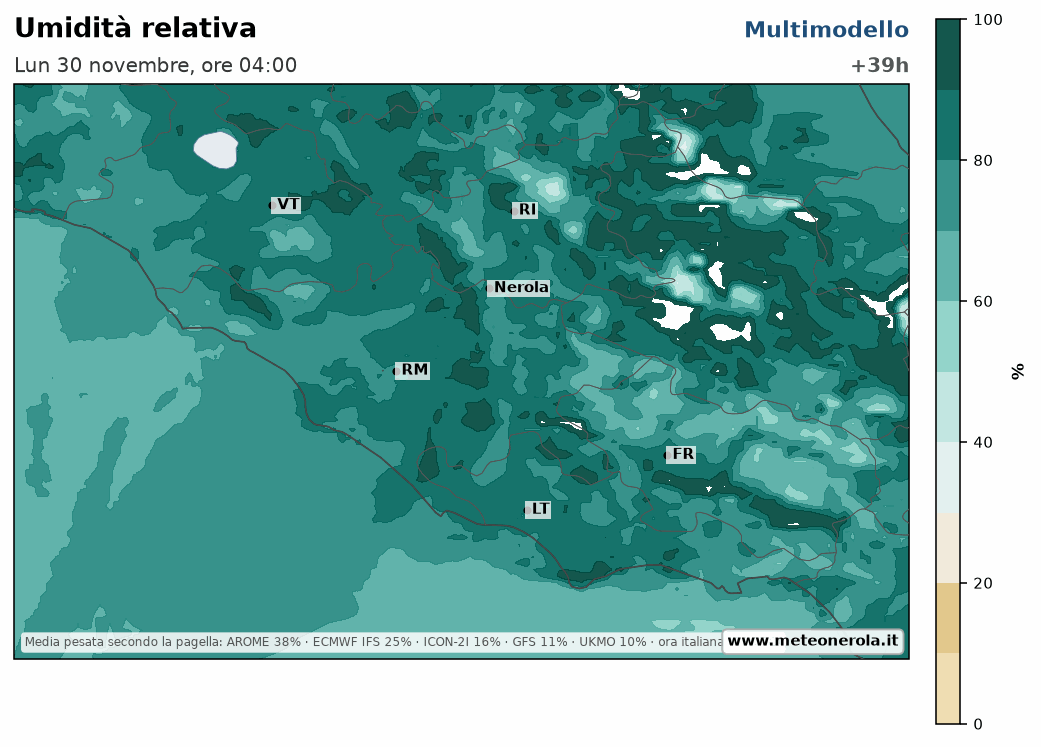 Umidità relativa
Multimodello
Lun 30 novembre, ore 04:00
+39h
100
80
60
40
20
0
%
VT
RI
Nerola
RM
FR
LT
Media pesata secondo la pagella: AROME 38% · ECMWF IFS 25% · ICON-2I 16% · GFS 11% · UKMO 10% · ora italiana
www.meteonerola.it